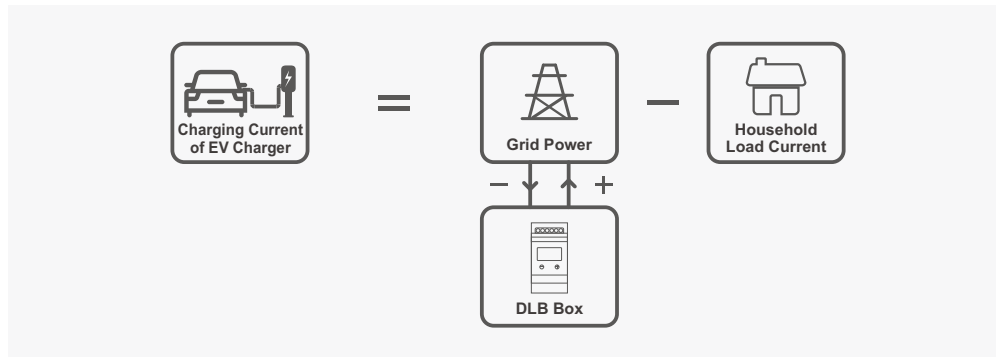 Charging Current
of EV Charger
=
Grid Power
—
Household
Load Current
— +
DLB Box